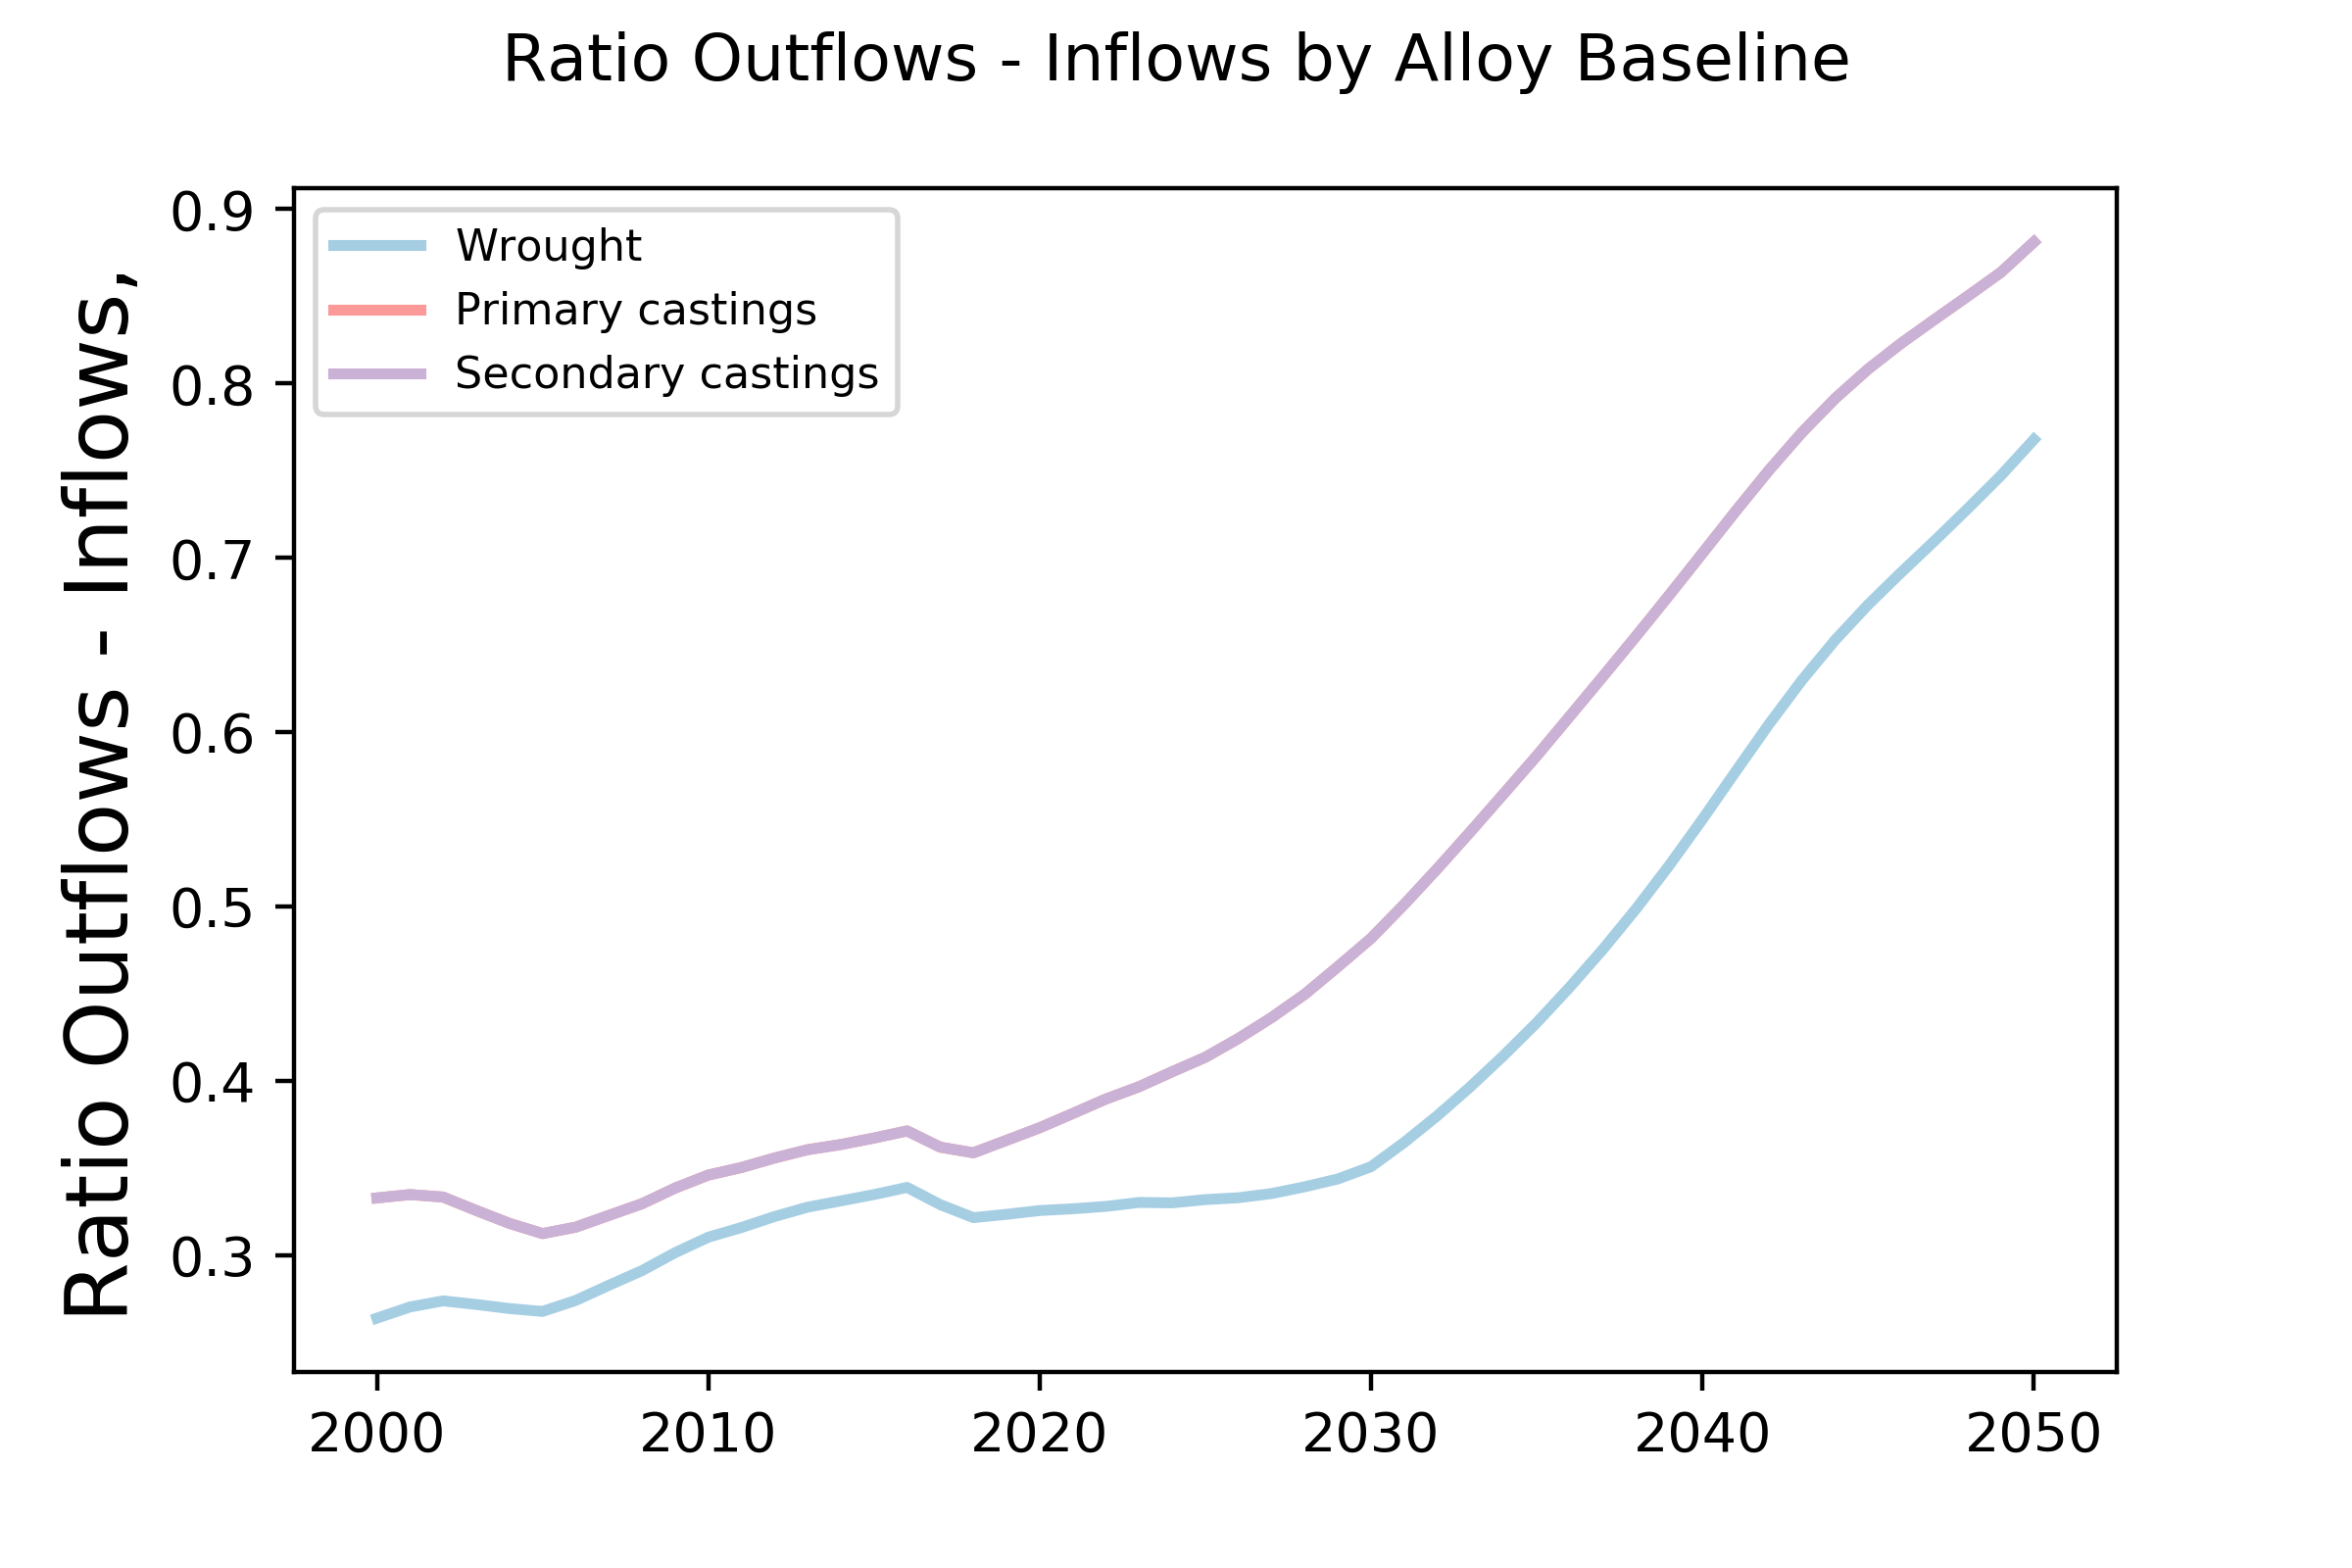 Ratio Outflows - Inflows by Alloy Baseline
Ratio Outflows - Inflows,
0.9
0.8
0.7
0.6
0.5
0.4
0.3
Wrought
Primary castings
Secondary castings
2000 2010 2020 2030 2040 2050